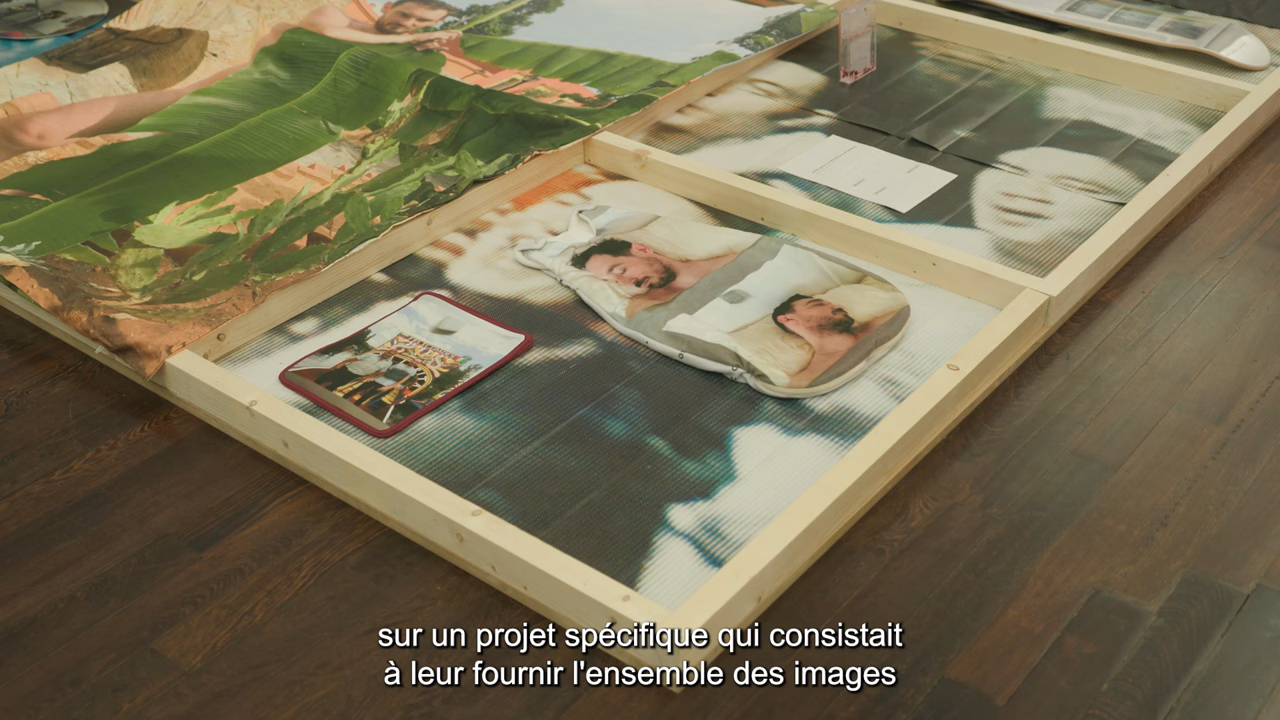 sur un projet spécifique qui consistait
à leur fournir l'ensemble des images